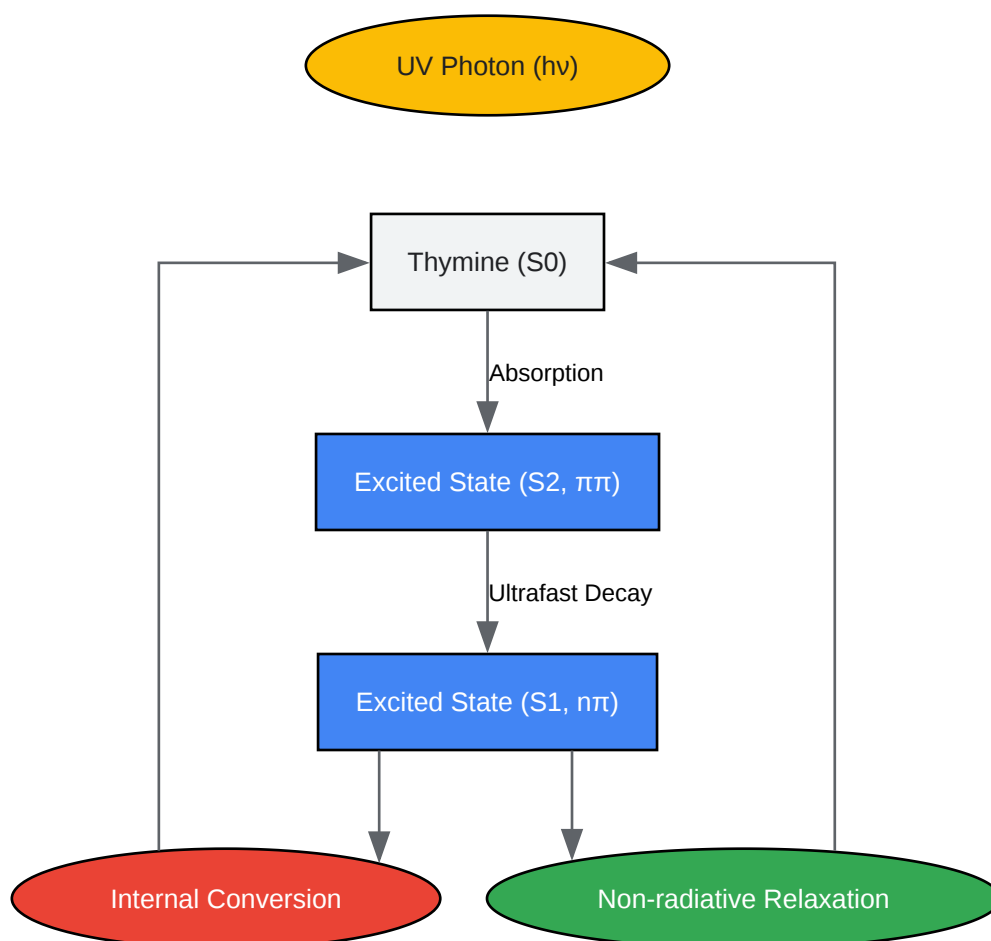 UV Photon (hν)
Thymine (S0)
Absorption
Excited State (S2, ππ)
Ultrafast Decay
Excited State (S1, nπ)
Internal Conversion
Non-radiative Relaxation